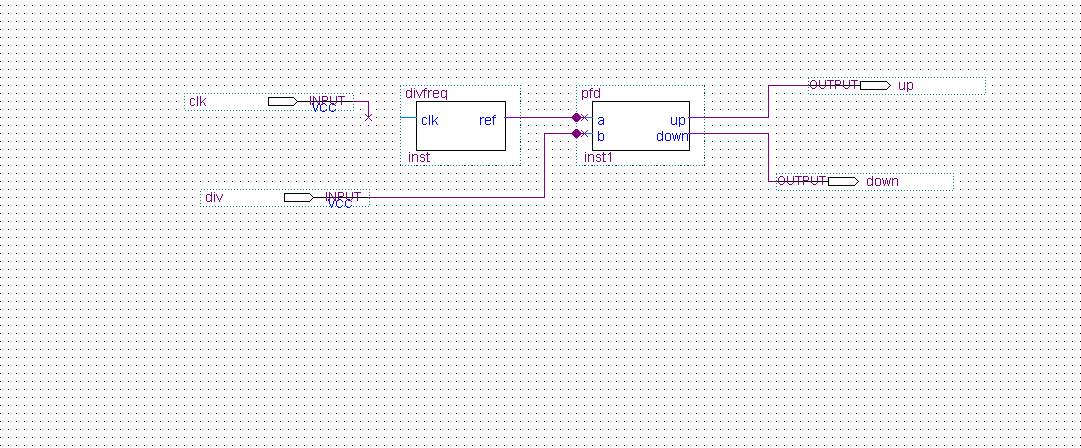 clk
INPUT
VCC
divfreq
clk
ref
inst
pfd
a
up
b
down
inst1
OUTPUT
up
OUTPUT
down
div
INPUT
VCC